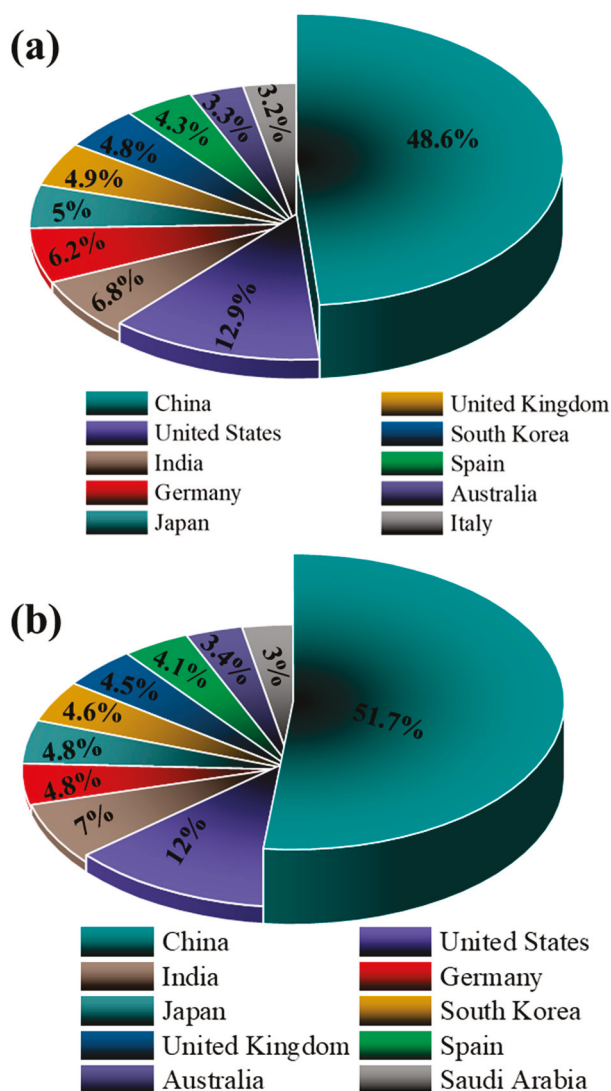 (a)
3.2%
3.3%
4.3%
4.8%
4.9%
5%
6.2%
6.8%
12.9%
48.6%
China
United States
India
Germany
Japan
United Kingdom
South Korea
Spain
Australia
Italy
(b)
3%
3.4%
4.1%
4.5%
4.6%
4.8%
4.8%
7%
12%
51.7%
China
United States
India
Germany
Japan
South Korea
United Kingdom
Spain
Australia
Saudi Arabia